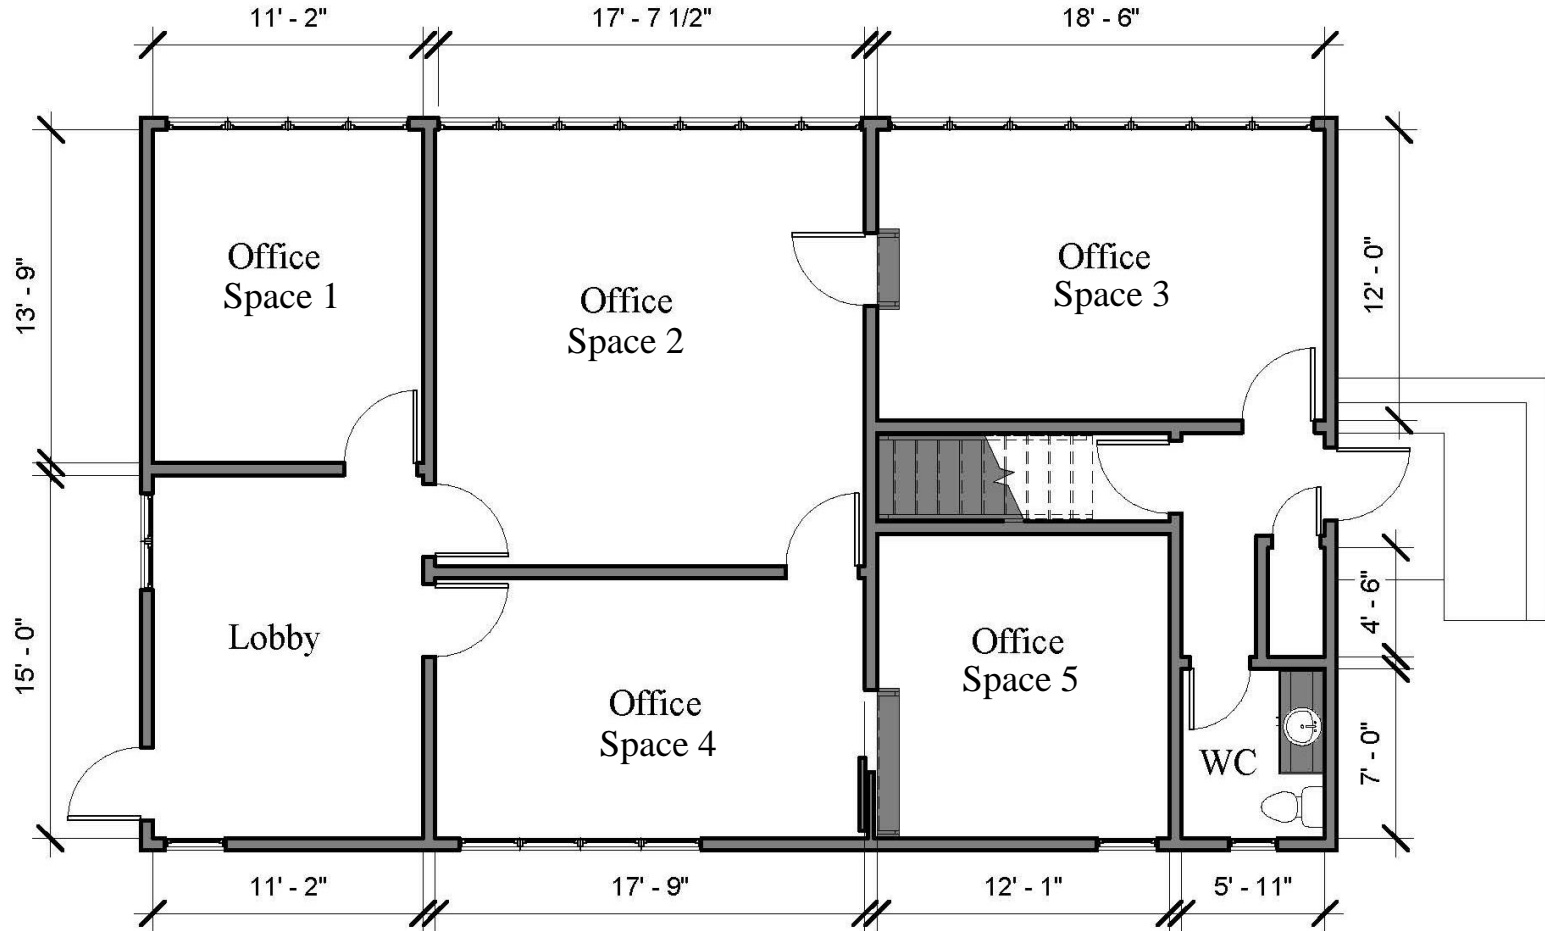 11' - 2"
17' - 7 1/2"
18' - 6"
13' - 9"
12' - 0"
Office
Space 1
Office
Space 2
Office
Space 3
15' - 0"
Lobby
Office
Space 4
Office
Space 5
WC
4' - 6"
7' - 0"
11' - 2"
17' - 9"
12' - 1"
5' - 11"